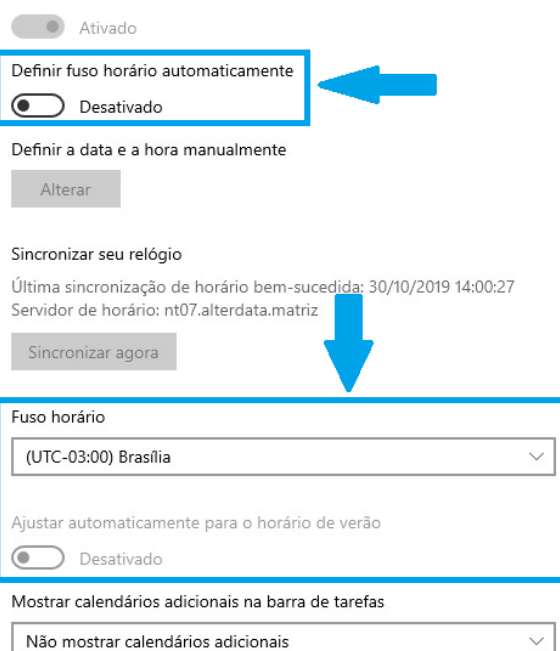 Ativado
Definir fuso horário automaticamente
Desativado
Definir a data e a hora manualmente
Alterar
Sincronizar seu relógio
Última sincronização de horário bem-sucedida: 30/10/2019 14:00:27
Servidor de horário: nt07.alterdata.matriz
Sincronizar agora
Fuso horário
(UTC-03:00) Brasília
Ajustar automaticamente para o horário de verão
Desativado
Mostrar calendários adicionais na barra de tarefas
Não mostrar calendários adicionais